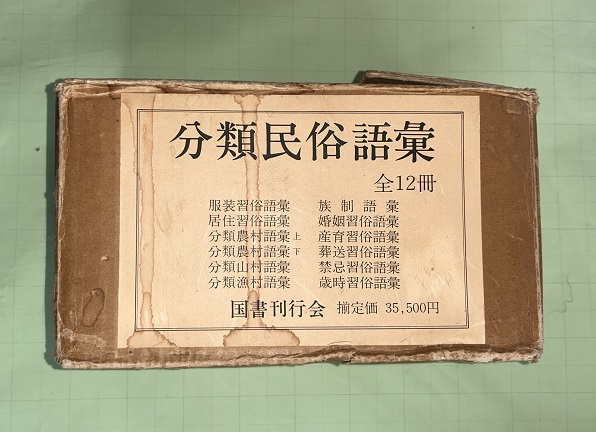 分類民俗語彙
全12冊
服装習俗語彙
居住習俗語彙
分類農村語彙上
分類農村語彙下
分類山村語彙
分類漁村語彙
族制語彙
婚姻習俗語彙
産育習俗語彙
葬送習俗語彙
禁忌習俗語彙
歳時習俗語彙
国書刊行会 揃定価 35,500円